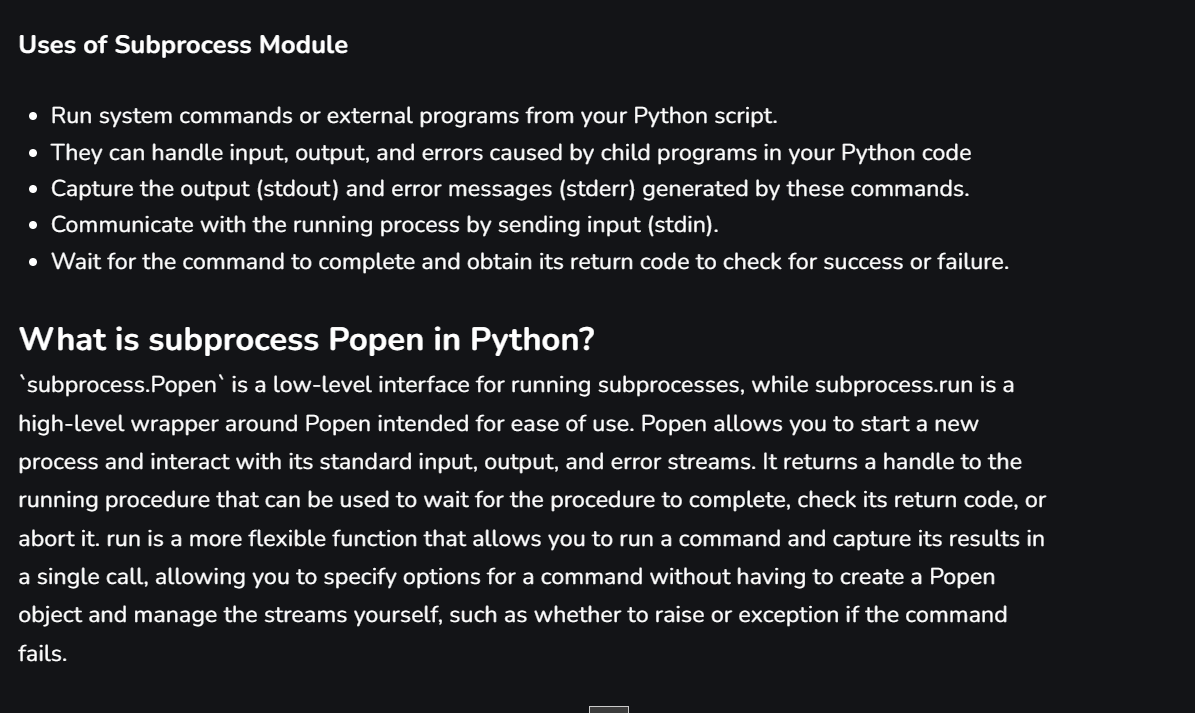 Uses of Subprocess Module
• Run system commands or external programs from your Python script.
• They can handle input, output, and errors caused by child programs in your Python code
• Capture the output (stdout) and error messages (stderr) generated by these commands.
• Communicate with the running process by sending input (stdin).
• Wait for the command to complete and obtain its return code to check for success or failure.
What is subprocess Popen in Python?
`subprocess.Popen` is a low-level interface for running subprocesses, while subprocess.run is a
high-level wrapper around Popen intended for ease of use. Popen allows you to start a new
process and interact with its standard input, output, and error streams. It returns a handle to the
running procedure that can be used to wait for the procedure to complete, check its return code, or
abort it. run is a more flexible function that allows you to run a command and capture its results in
a single call, allowing you to specify options for a command without having to create a Popen
object and manage the streams yourself, such as whether to raise or exception if the command
fails.